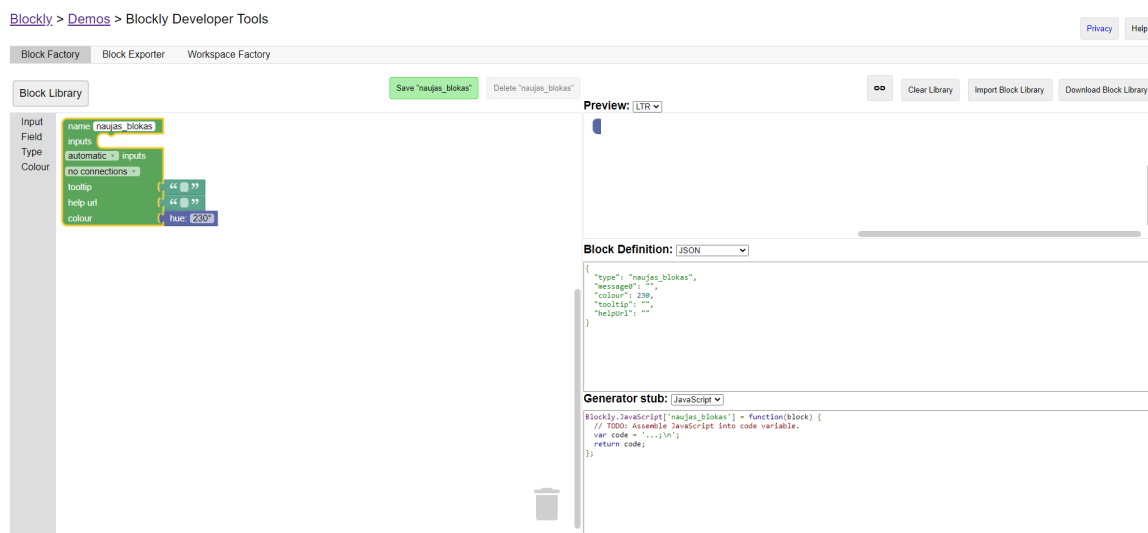 Blockly > Demos > Blockly Developer Tools
Privacy
Help
Block Factory
Block Exporter
Workspace Factory
Block Library
Save "naujas_blokas"
Delete "naujas_blokas"
Clear Library
Import Block Library
Download Block Library
Input
Field
Type
Colour
name naujas_blokas
inputs
automatic inputs
no connections
tooltip “ ”
help url “ ”
colour hue: 230°
Preview: LTR
Block Definition: JSON
{
"type": "naujas_blokas",
"message0": "",
"colour": 230,
"tooltip": "",
"helpUrl": ""
}
Generator stub: JavaScript
Blockly.JavaScript['naujas_blokas'] = function(block) {
// TODO: Assemble JavaScript into code variable.
var code = '...;\n';
return code;
};